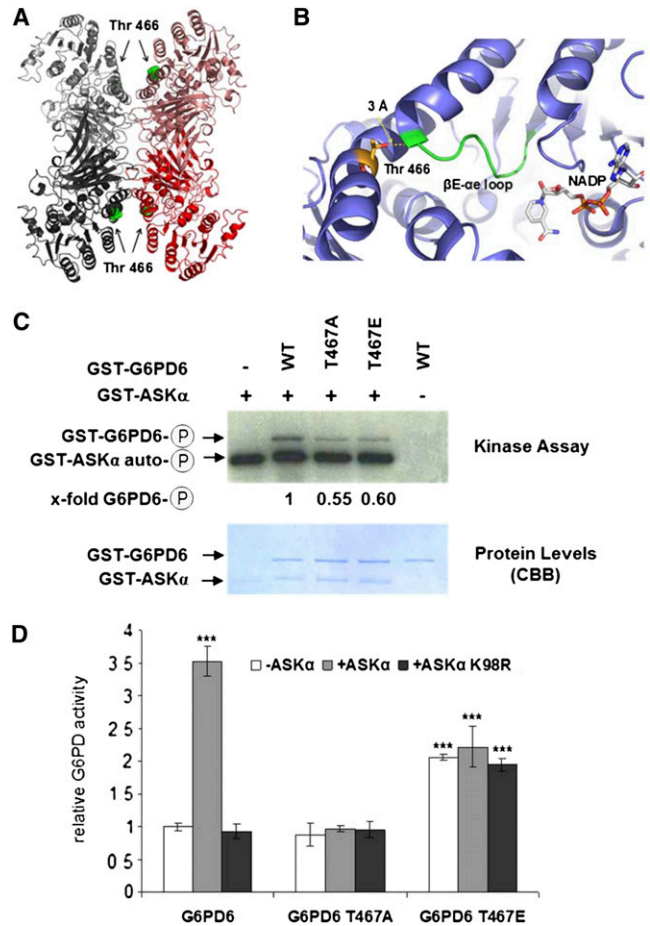 A
Thr 466
Thr 466
B
3 Å
Thr 466
βE-αe loop
NADP
C
WT
T467A
T467E
WT
GST-G6PD6 -
GST-ASKα + + + + -
GST-G6PD6-P
GST-ASKα auto-P
Kinase Assay
x-fold G6PD6-P 1 0.55 0.60
GST-G6PD6
GST-ASKα
Protein Levels
(CBB)
D
relative G6PD activity
4
3 5
3
2 5
2
1 5
1
0 5
0
***
-ASKα +ASKα +ASKα K98R
*** *** ***
G6PD6 G6PD6 T467A G6PD6 T467E